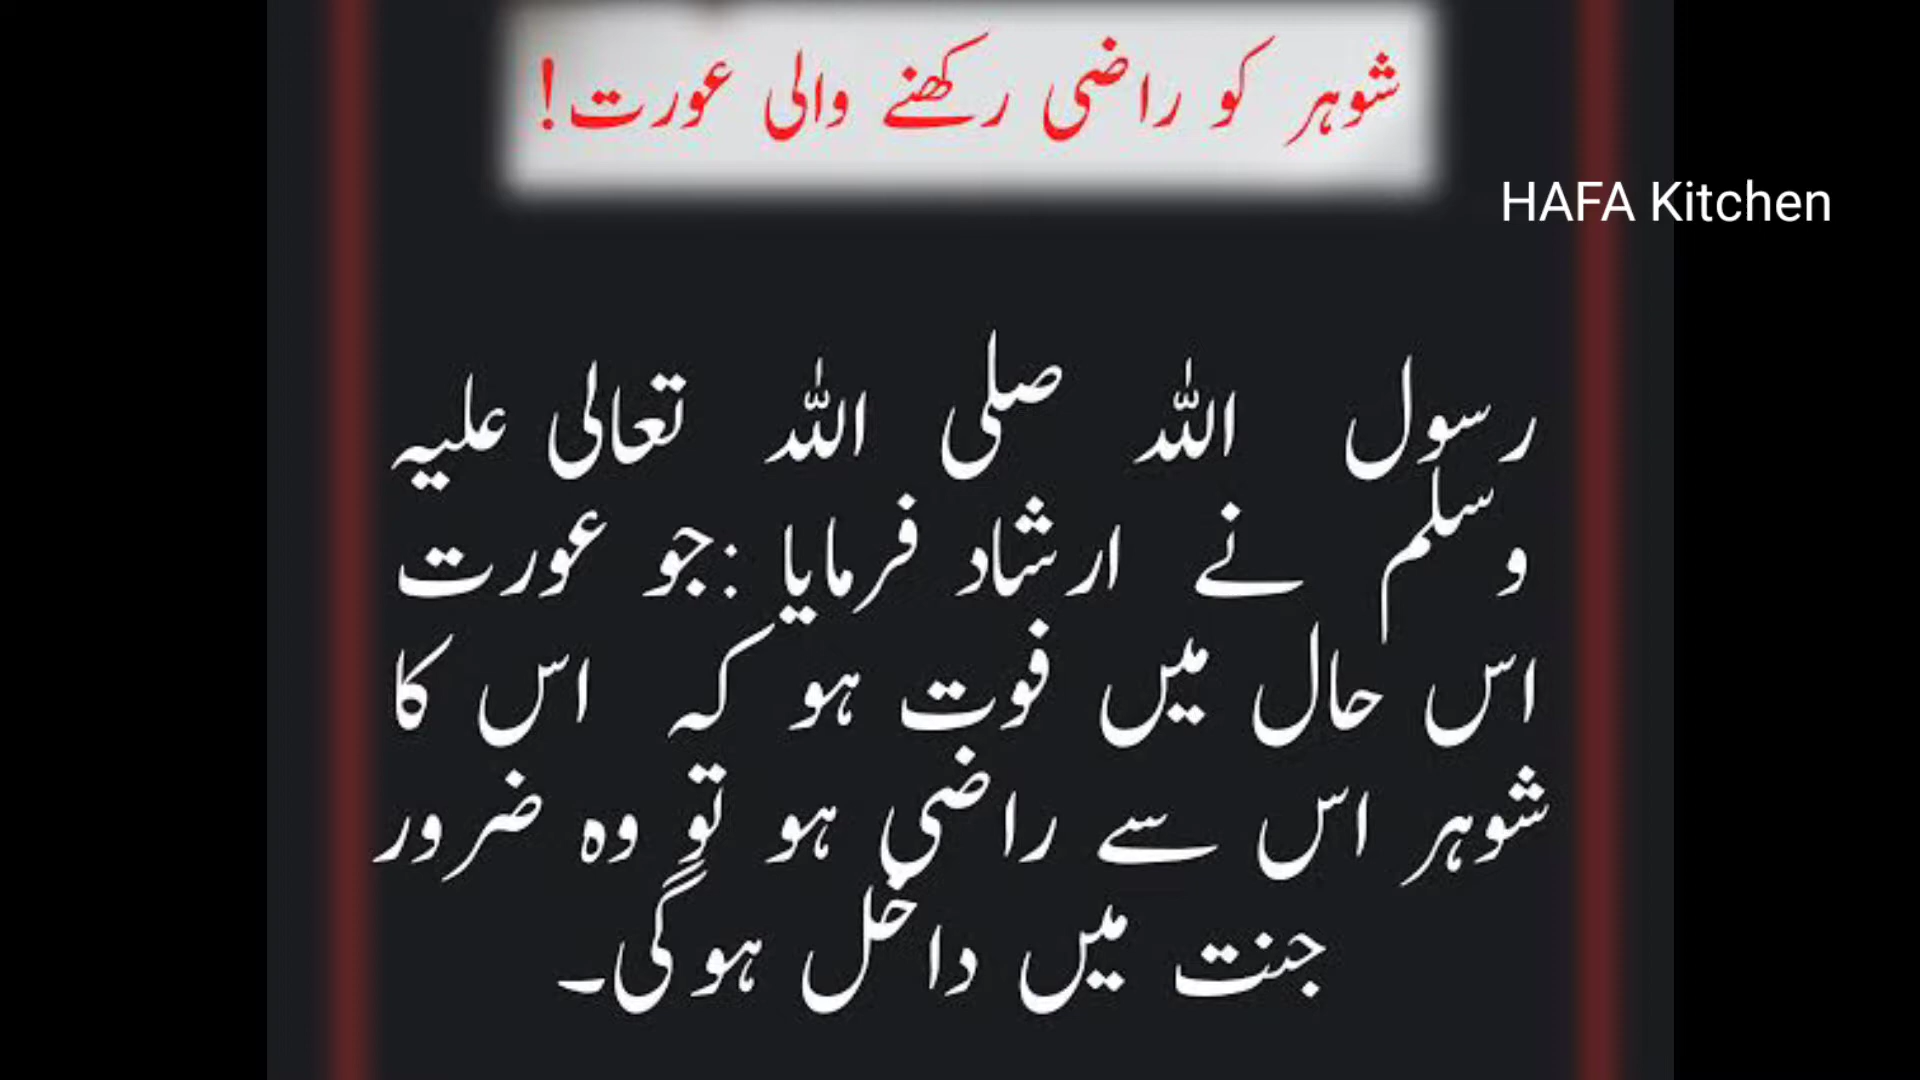 شوہر کو راضی رکھنے والی عورت!
HAFA Kitchen
رسول اللہ صلی اللہ تعالی علیہ
وسلم نے ارشاد فرمایا :جو عورت
اس حال میں فوت ہو کہ اس کا
شوہر اس سے راضی ہو تو وہ ضرور
جنت میں داخل ہوگی۔